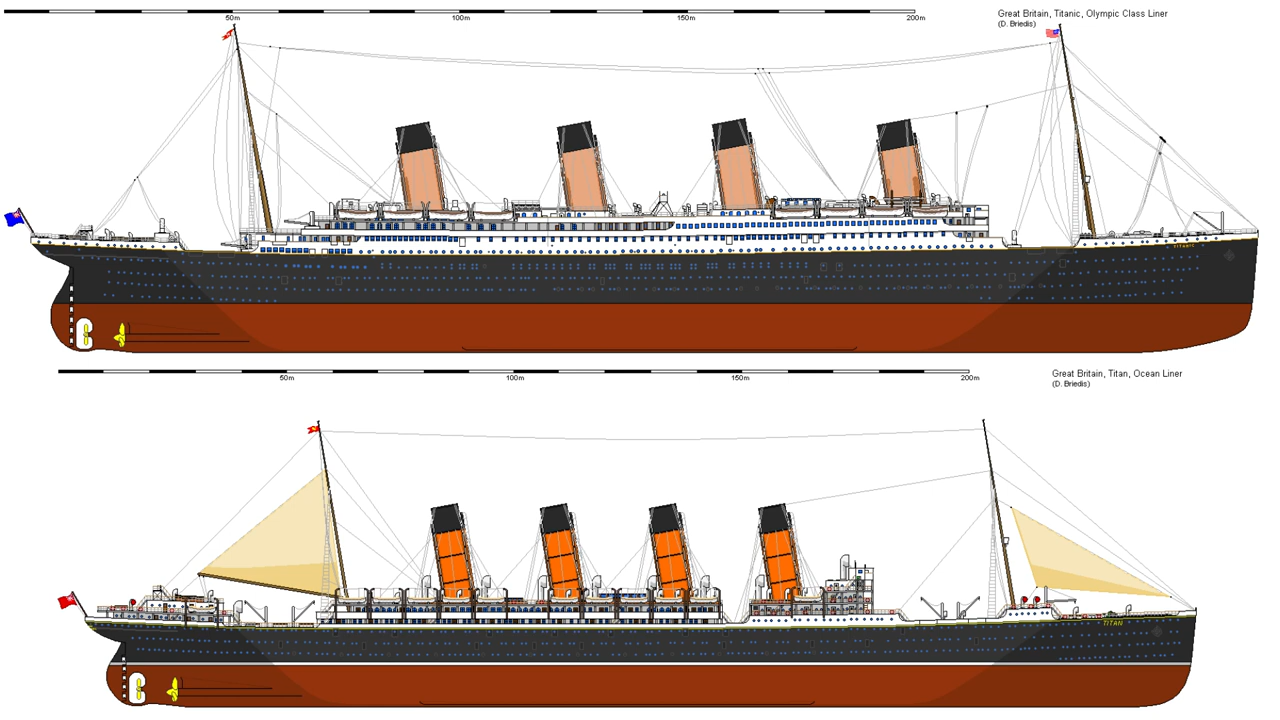 50m 100m 150m 200m
Great Britain, Titanic, Olympic Class Liner
(D. Briedis)
TITANIC
50m 100m 150m 200m
Great Britain, Titan, Ocean Liner
(D. Briedis)
TITAN